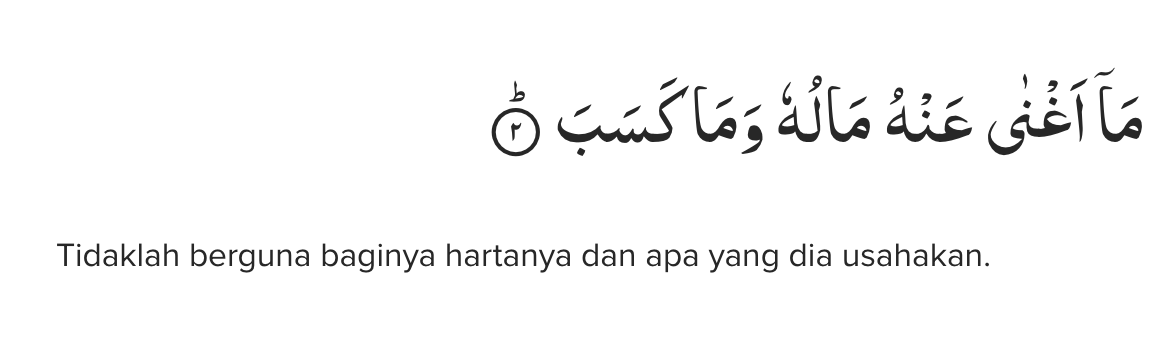 مَآ اَغْنٰى عَنْهُ مَالُهٗ وَمَا كَسَبَۗ ۝٢
Tidaklah berguna baginya hartanya dan apa yang dia usahakan.